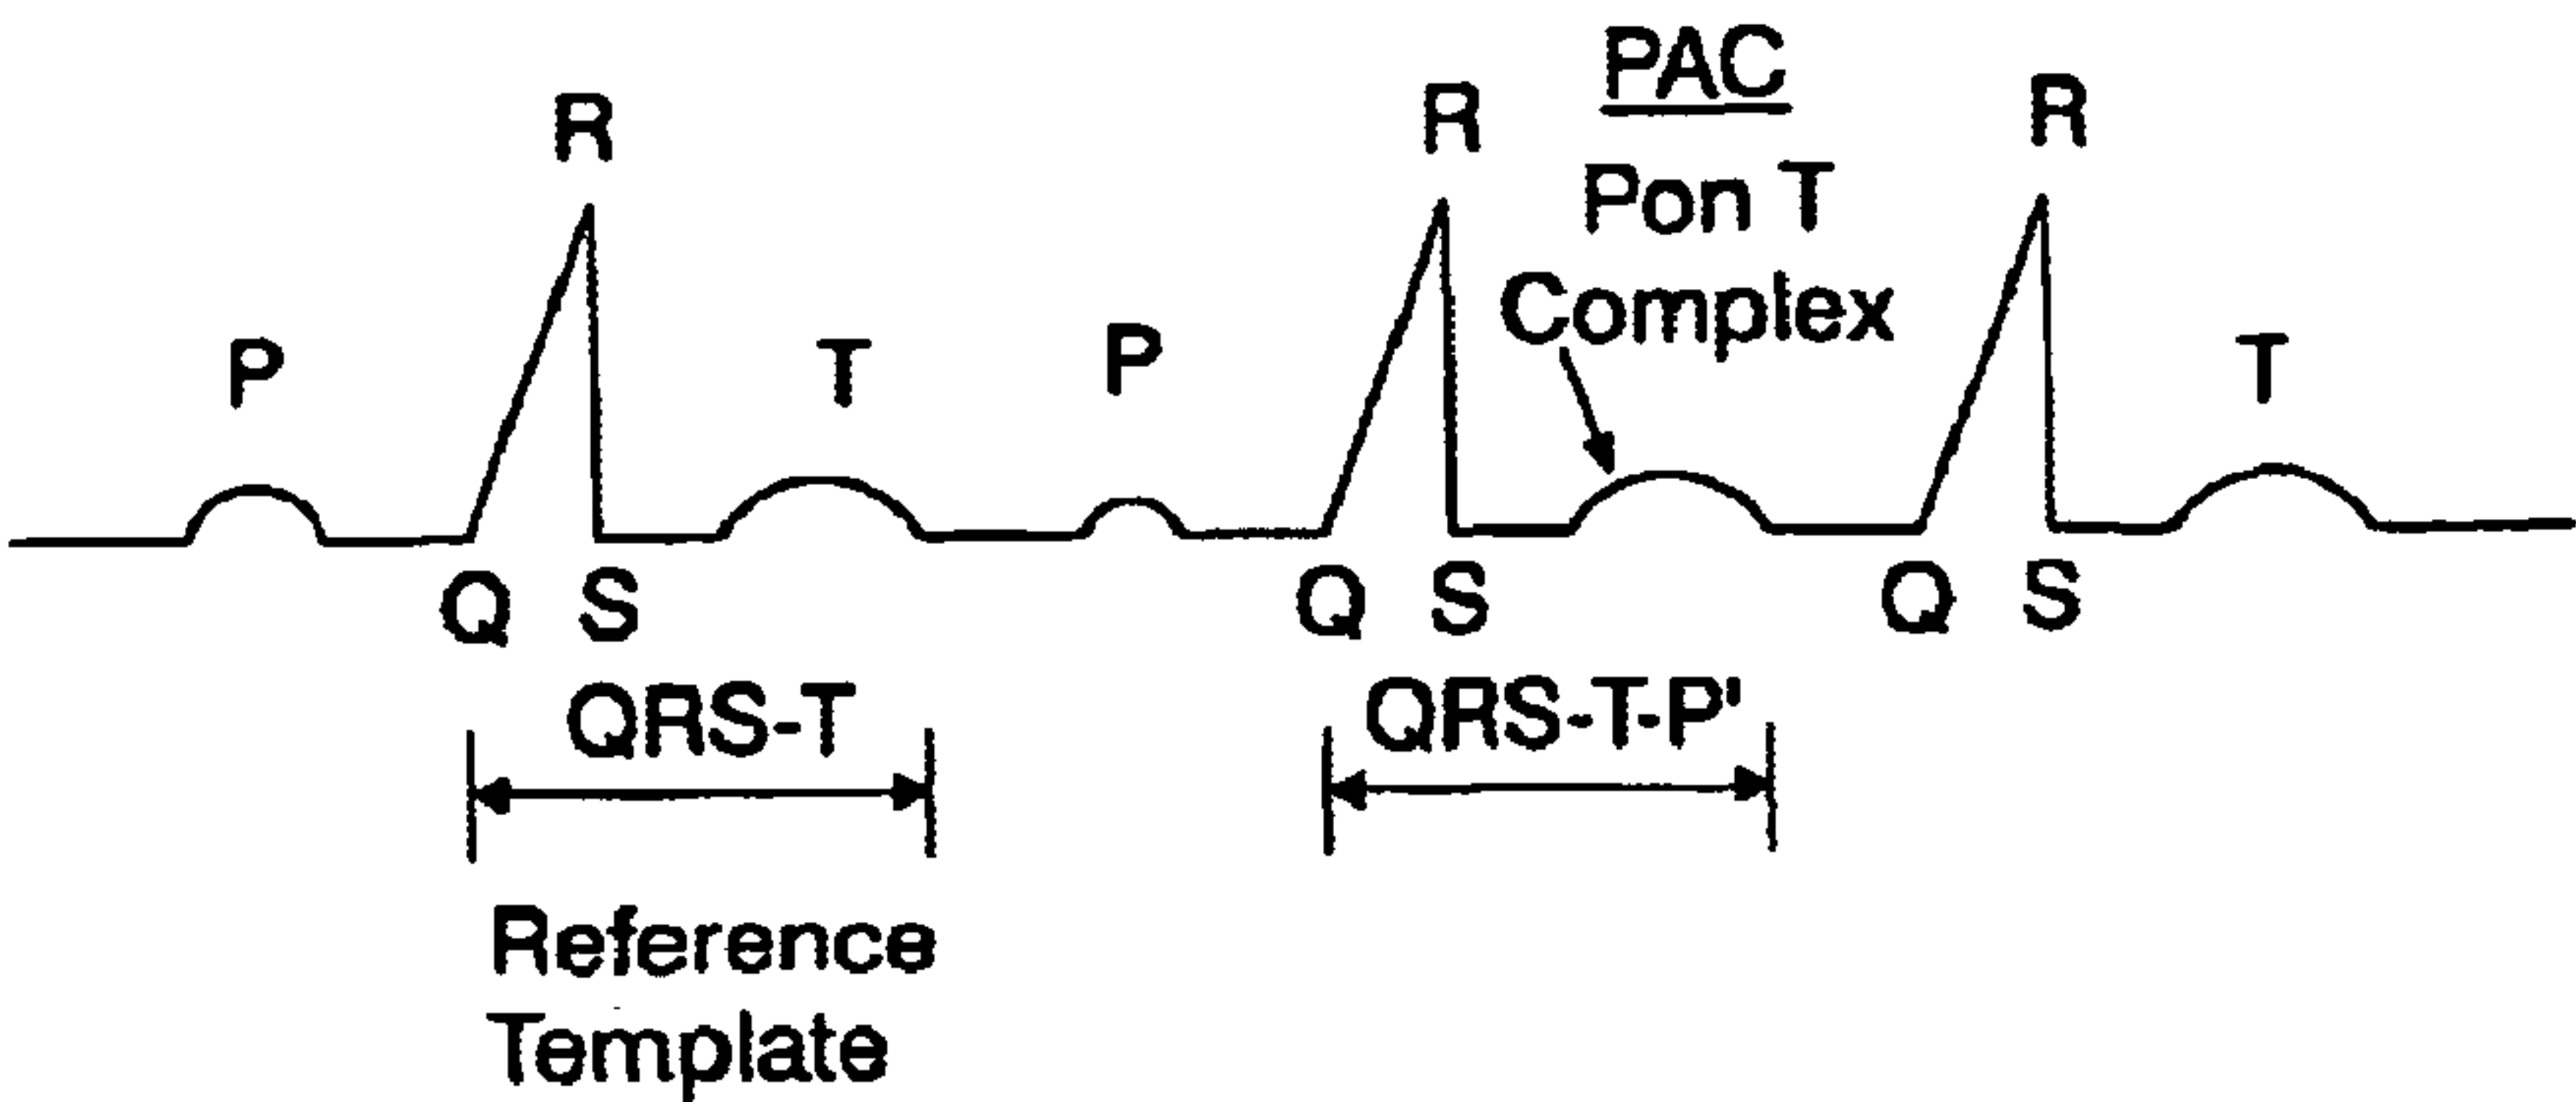 PAC
R
R
R
Pon T
Complex
P
T
P
T
Q S
Q S
Q S
QRS-T
QRS-T-P'
Reference
Template